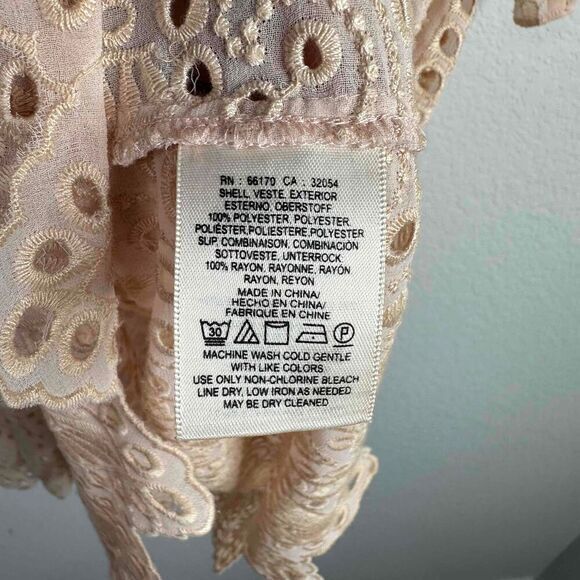 RN : 66170 CA : 32054
SHELL, VESTE, EXTERIOR
ESTERNO, OBERSTOFF
100% POLYESTER, POLYESTER,
POLIÉSTER,POLIESTERE,POLYESTER
SLIP, COMBINAISON, COMBINACIÓN
SOTTOVESTE, UNTERROCK
100% RAYON, RAYONNE, RAYÓN
RAYON, REYON
MADE IN CHINA/
HECHO EN CHINA/
FABRIQUE EN CHINE
30 P
MACHINE WASH COLD GENTLE
WITH LIKE COLORS
USE ONLY NON-CHLORINE BLEACH
LINE DRY, LOW IRON AS NEEDED
MAY BE DRY CLEANED